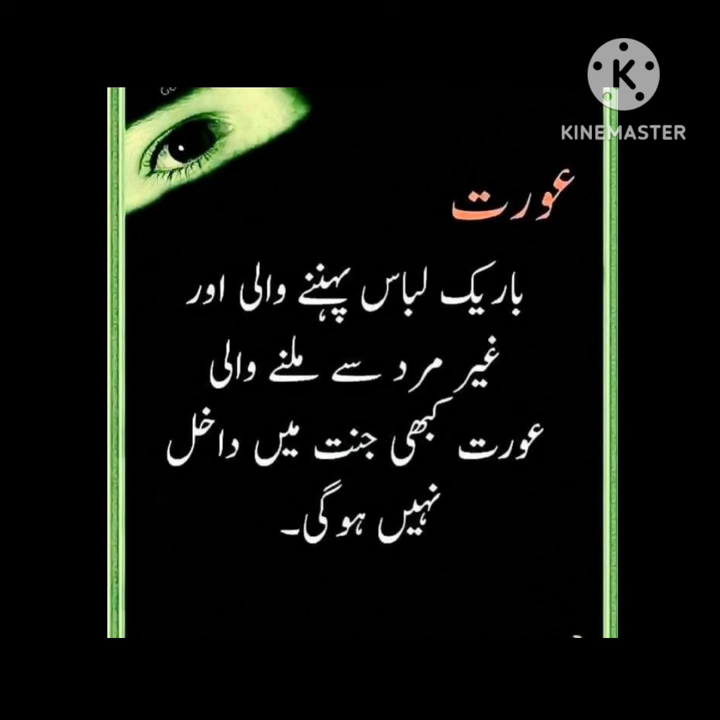 KINEMASTER
عورت
باریک لباس پہننے والی اور
غیر مرد سے ملنے والی
عورت کبھی جنت میں داخل
نہیں ہوگی۔